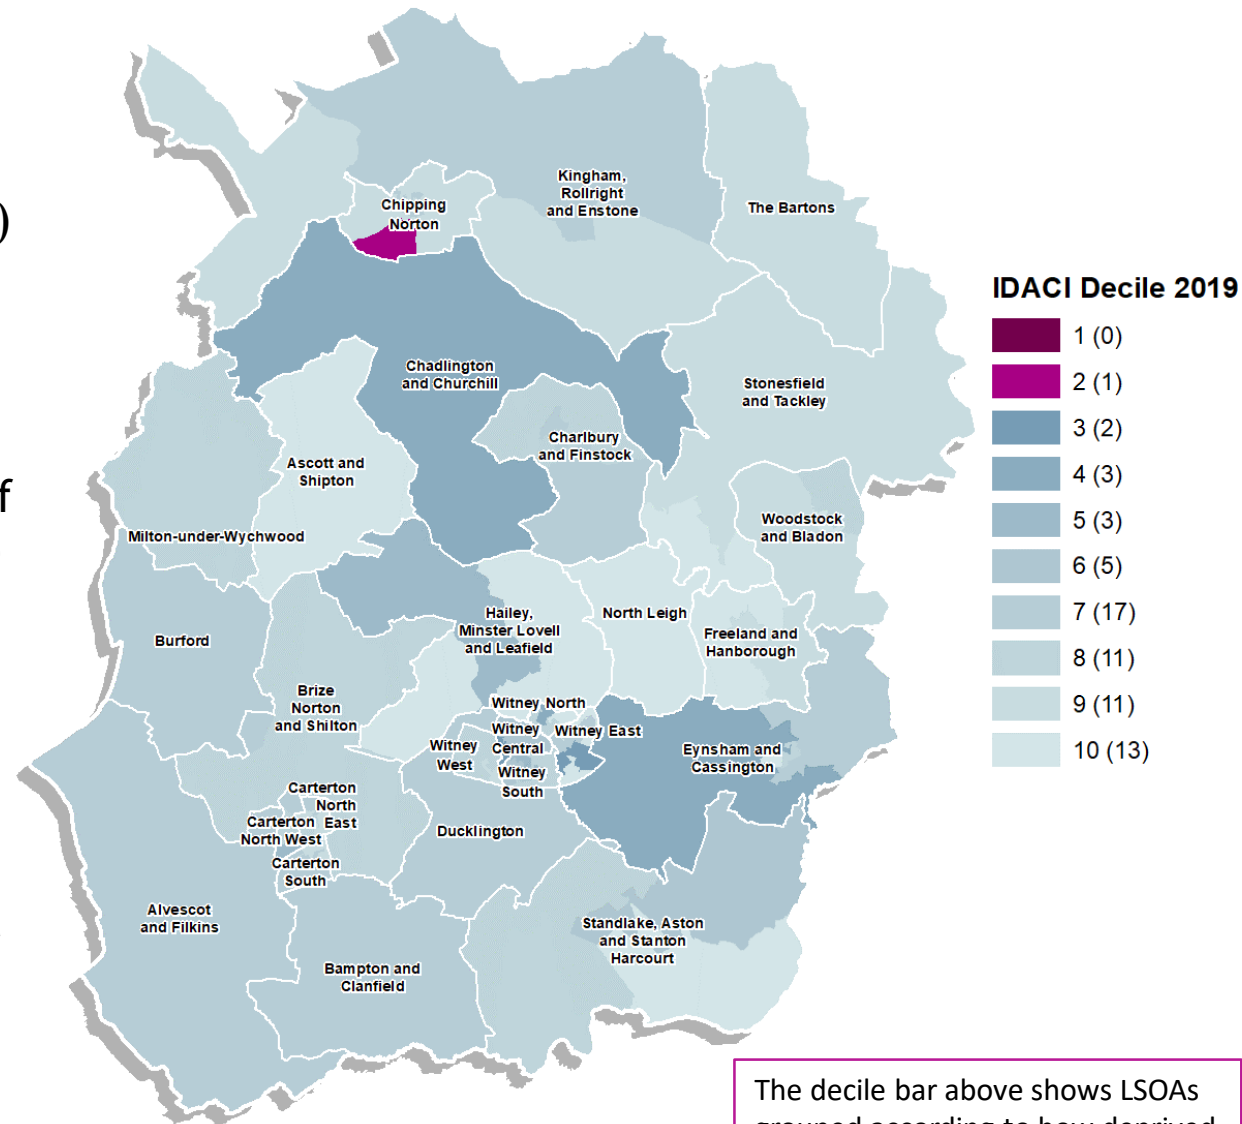 )
f
Kingham,
Rollright
and Enstone
Chipping
Norton
The Bartons
Chadlington
and Churchill
Stonesfield
and Tackley
Charlbury
and Finstock
Ascott and
Shipton
Milton-under-Wychwood
Woodstock
and Bladon
Burford
Hailey,
Minster Lovell
and Leafield
North Leigh
Freeland and
Hanborough
Brize
Norton
and Shilton
Witney North
Witney
Central
Witney East
Witney
West
Witney
South
Eynsham and
Cassington
Carterton
North
East
Carterton
North West
Carterton
South
Ducklington
Alvescot
and Filkins
Standlake, Aston
and Stanton
Harcourt
Bampton and
Clanfield
IDACI Decile 2019
1 (0)
2 (1)
3 (2)
4 (3)
5 (3)
6 (5)
7 (17)
8 (11)
9 (11)
10 (13)
The decile bar above shows LSOAs
grouped according to how deprived